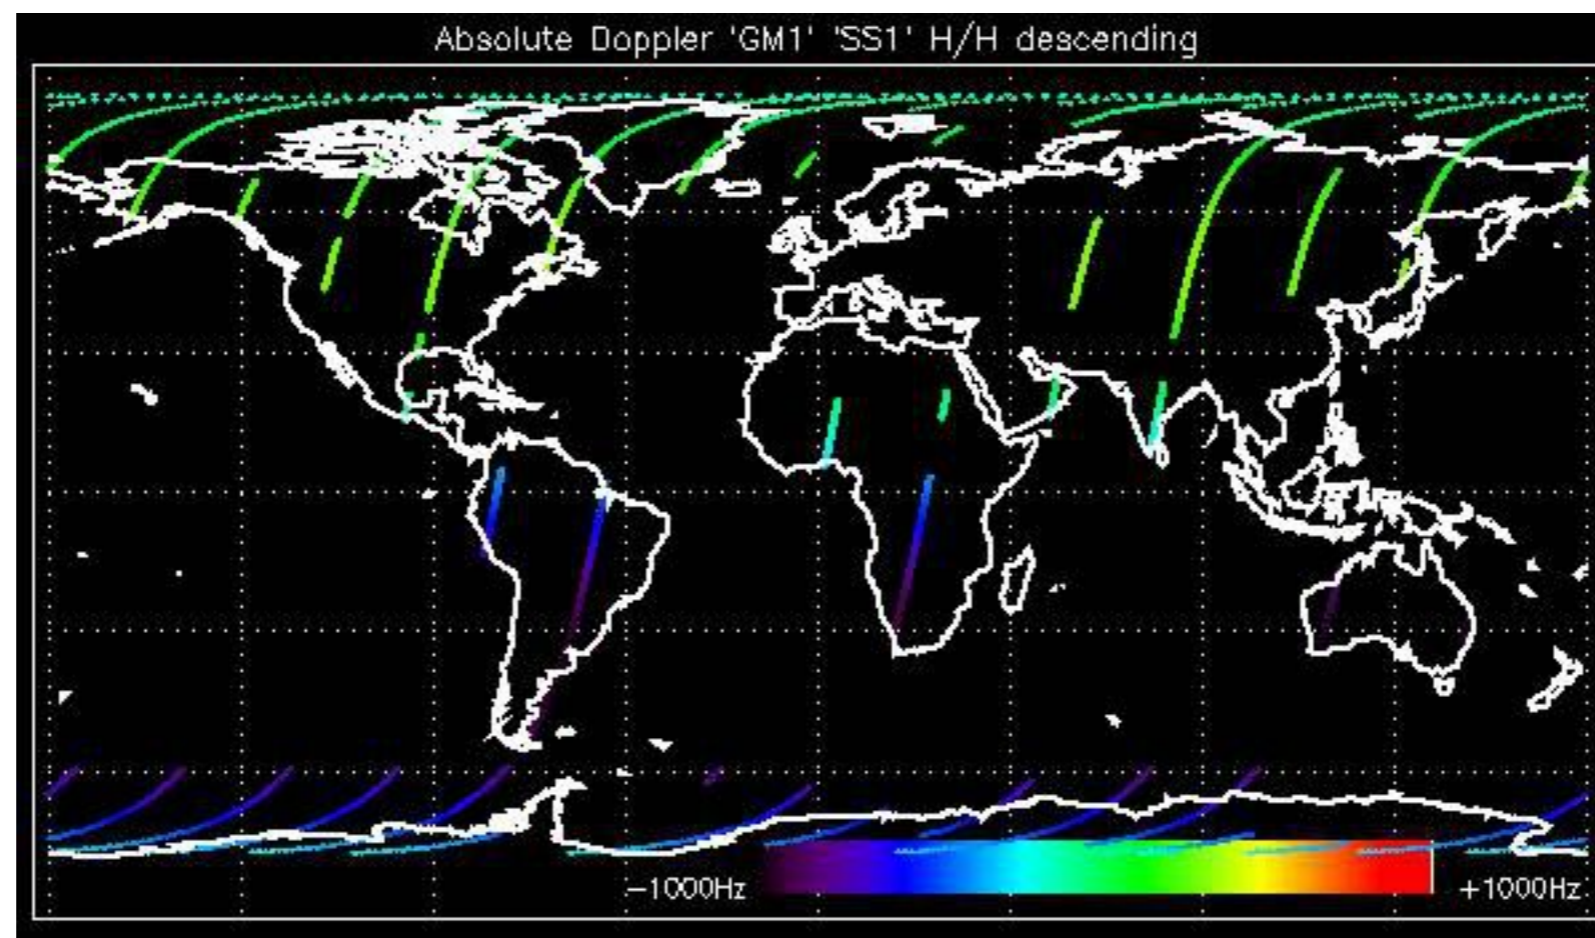 Absolute Doppler 'GM1' 'SS1' H/H descending
−1000Hz
+1000Hz